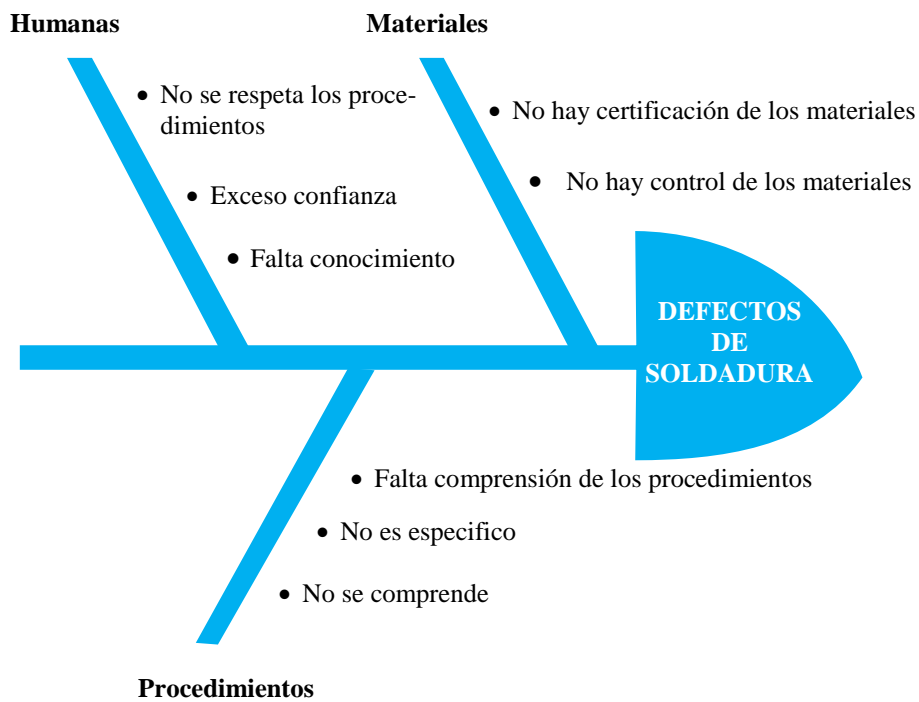 Humanas
• No se respeta los proce-
dimientos
• Exceso confianza
• Falta conocimiento
Materiales
• No hay certificación de los materiales
• No hay control de los materiales
DEFECTOS
DE
SOLDADURA
• Falta comprensión de los procedimientos
• No es especifico
• No se comprende
Procedimientos